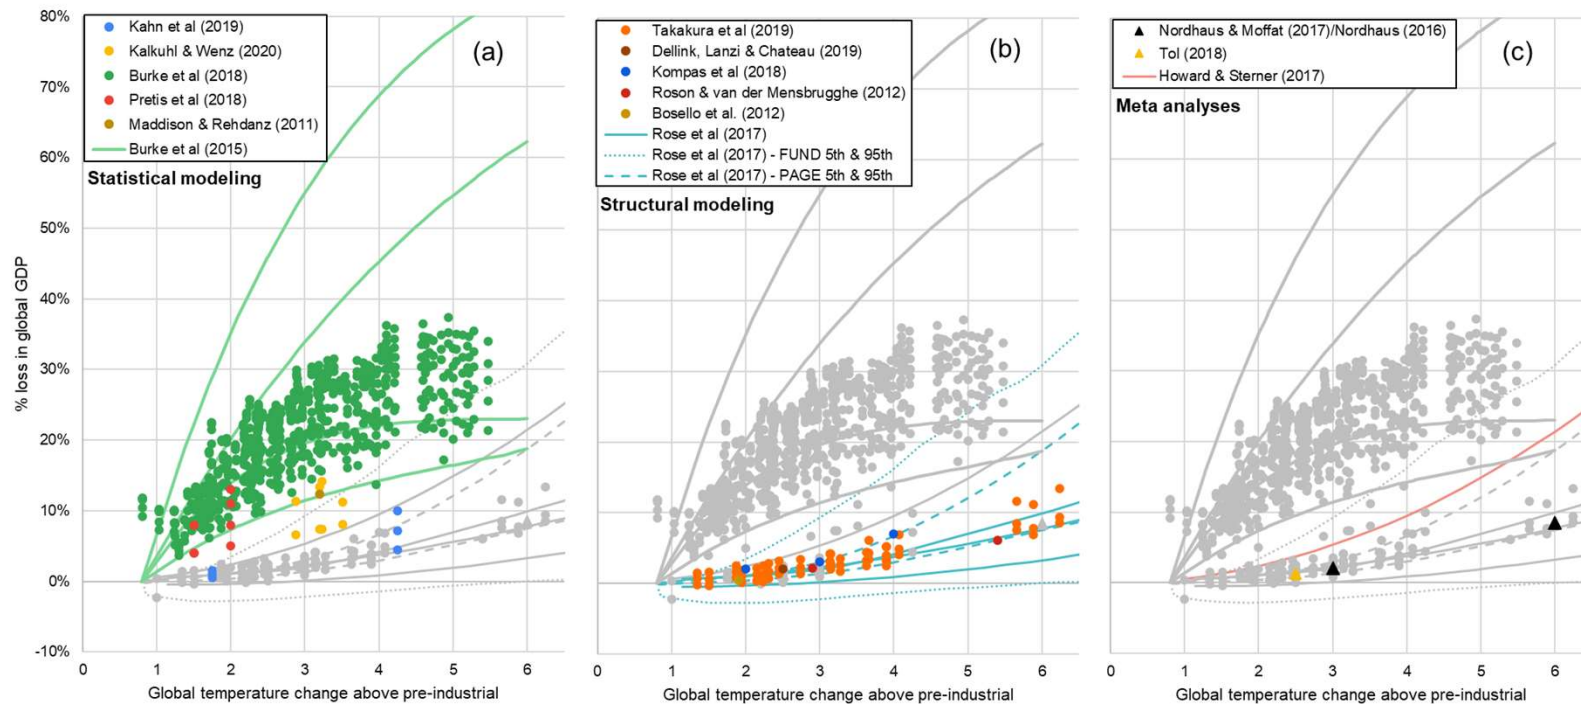 Kahn et al (2019)
Kalkuhl & Wenz (2020)
Burke et al (2018)
Pretis et al (2018)
Maddison & Rehdanz (2011)
Burke et al (2015)
(a)
Statistical modeling
% loss in global GDP
80%
70%
60%
50%
40%
30%
20%
10%
0%
-10%
0 1 2 3 4 5 6
Global temperature change above pre-industrial
Takakura et al (2019)
Dellink, Lanzi & Chateau (2019)
Kompas et al (2018)
Roson & van der Mensbrugghe (2012)
Bosello et al. (2012)
Rose et al (2017)
Rose et al (2017) - FUND 5th & 95th
Rose et al (2017) - PAGE 5th & 95th
(b)
Structural modeling
0 1 2 3 4 5 6
Global temperature change above pre-industrial
Nordhaus & Moffat (2017)/Nordhaus (2016)
Tol (2018)
Howard & Sterner (2017)
(c)
Meta analyses
0 1 2 3 4 5 6
Global temperature change above pre-industrial